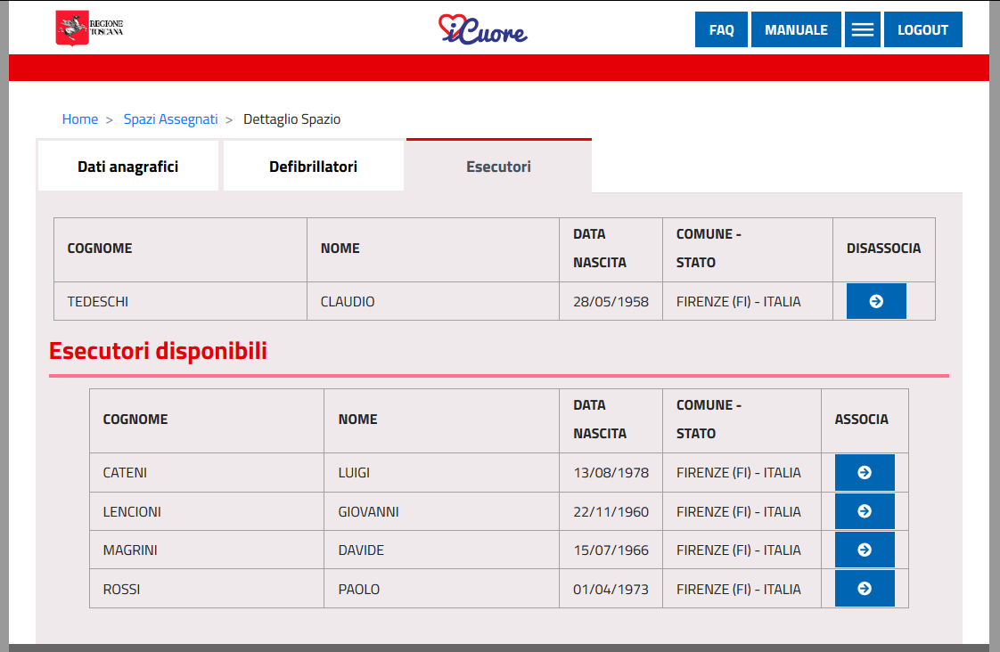 REGIONE
TOSCANA
iCuore
FAQ MANUALE LOGOUT
Home > Spazi Assegnati > Dettaglio Spazio
Dati anagrafici Defibrillatori Esecutori
COGNOME NOME DATA NASCITA COMUNE - STATO DISASSOCIA
TEDESCHI CLAUDIO 28/05/1958 FIRENZE (FI) - ITALIA
Esecutori disponibili
COGNOME NOME DATA NASCITA COMUNE - STATO ASSOCIA
CATENI LUIGI 13/08/1978 FIRENZE (FI) - ITALIA
LENCIONI GIOVANNI 22/11/1960 FIRENZE (FI) - ITALIA
MAGRINI DAVIDE 15/07/1966 FIRENZE (FI) - ITALIA
ROSSI PAOLO 01/04/1973 FIRENZE (FI) - ITALIA